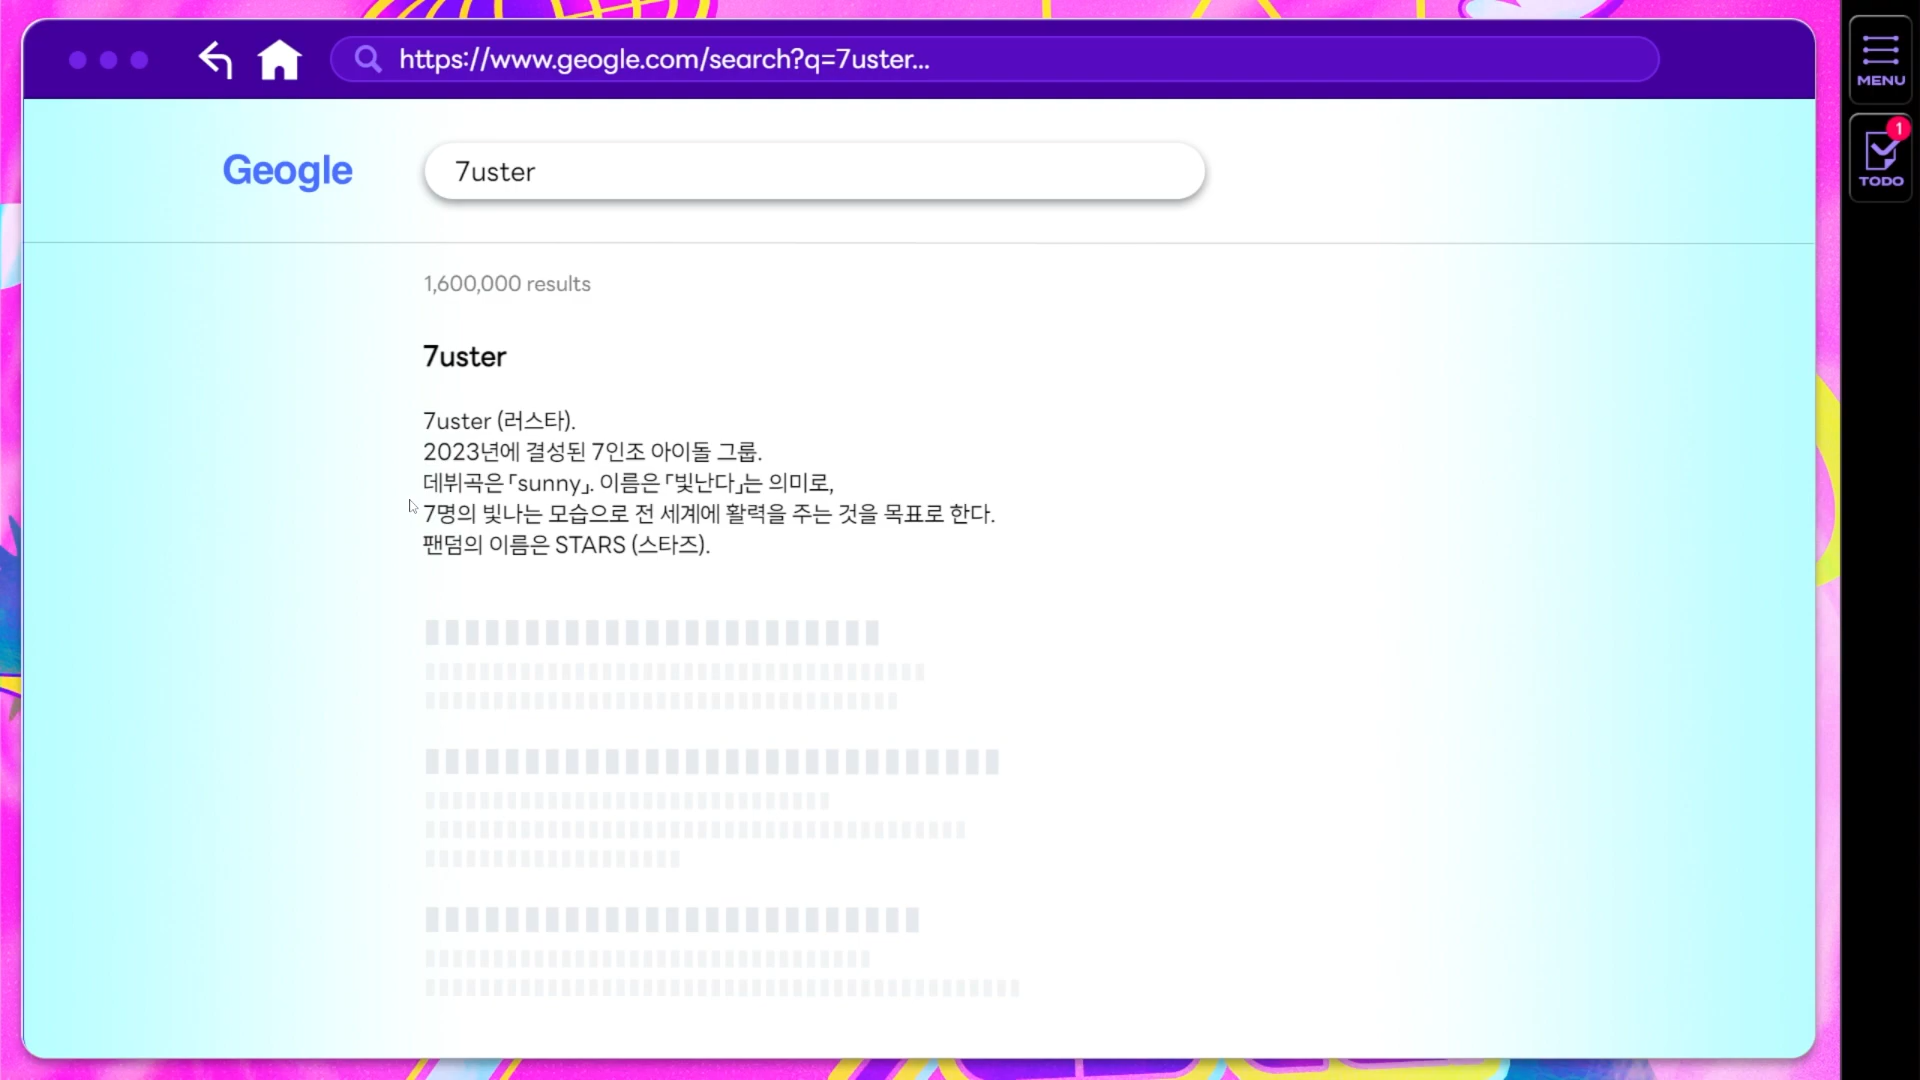 https://www.geogle.com/search?q=7uster...
MENU
1
TODO
Geogle
7uster
1,600,000 results
7uster
7uster (러스타).
2023년에 결성된 7인조 아이돌 그룹.
데뷔곡은 「sunny」. 이름은 「빛난다」는 의미로,
7명의 빛나는 모습으로 전 세계에 활력을 주는 것을 목표로 한다.
팬덤의 이름은 STARS (스타즈).